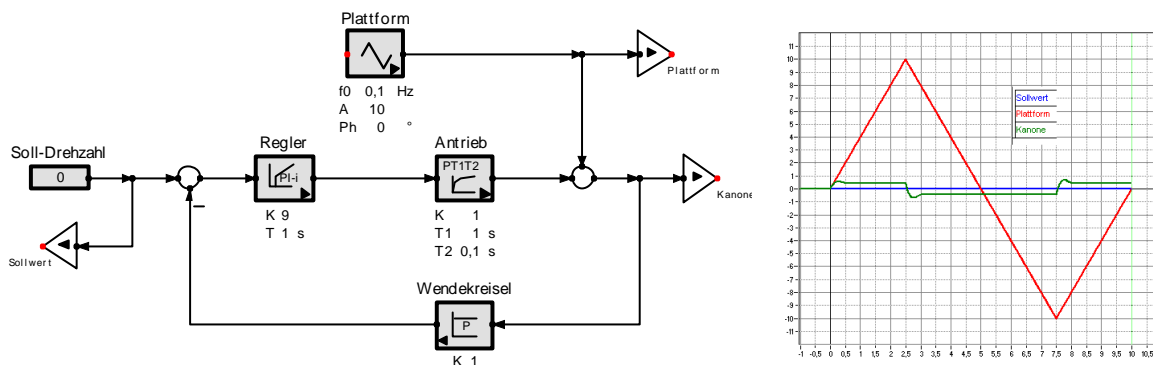 Plattform
Plattform
f0 0,1 Hz
A 10
Ph 0 °
Soll-Drehzahl
0
Sollwert
Regler
PI-i
K 9
T 1 s
Antrieb
PT1T2
K 1
T1 1 s
T2 0,1 s
Kanone
Wendekreisel
P
K 1
Sollwert
Plattform
Kanone
11
10
9
8
7
6
5
4
3
2
1
0
-1
-2
-3
-4
-5
-6
-7
-8
-9
-10
-11
-1 -0,5 0 0,5 1 1,5 2 2,5 3 3,5 4 4,5 5 5,5 6 6,5 7 7,5 8 8,5 9 9,5 10 10,5